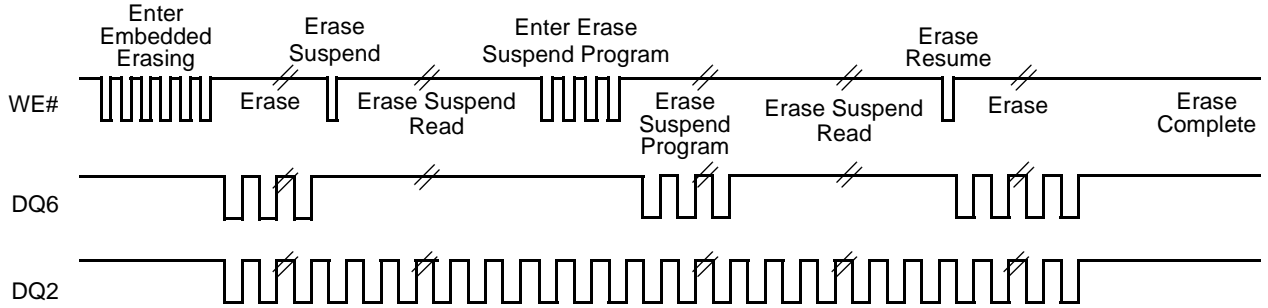 Enter
Embedded
Erasing
Erase
Suspend
Enter Erase
Suspend Program
Erase
Resume
WE#
Erase
Erase Suspend
Read
Erase
Suspend
Program
Erase Suspend
Read
Erase
Erase
Complete
DQ6
DQ2